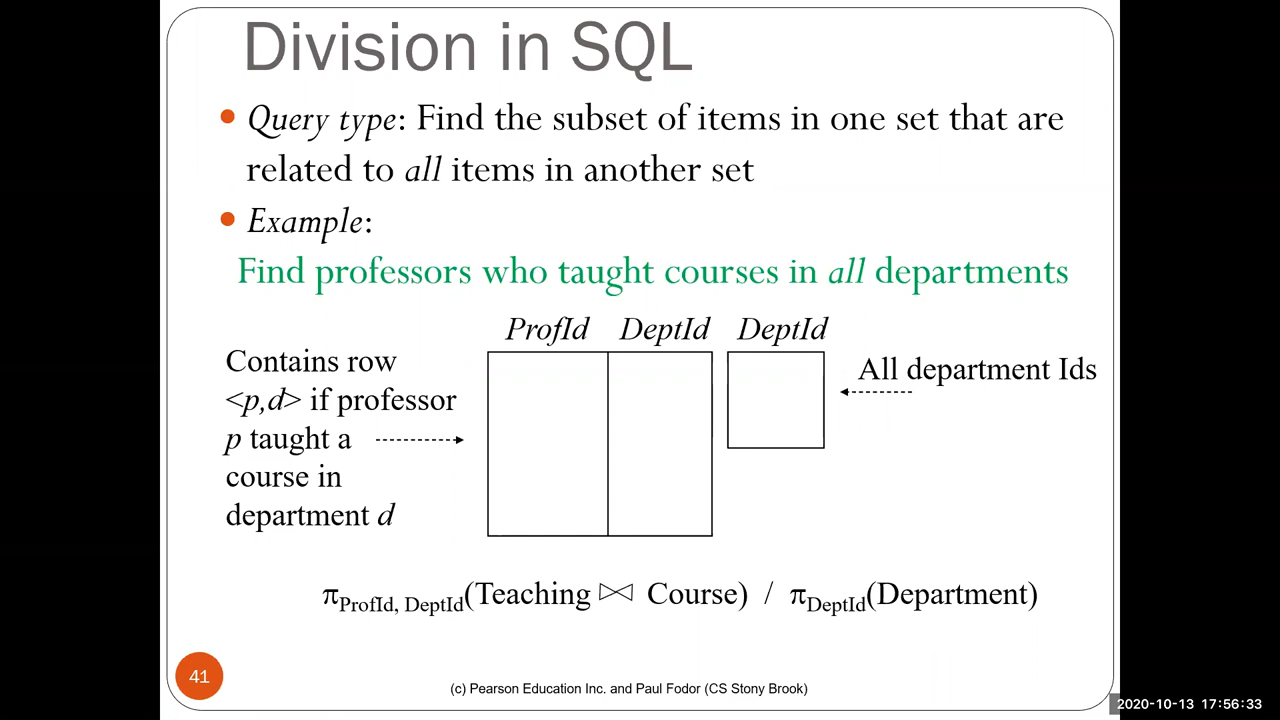 Division in SQL
• Query type: Find the subset of items in one set that are
related to all items in another set
• Example:
Find professors who taught courses in all departments
ProfId DeptId DeptId
Contains row
<p,d> if professor
p taught a
course in
department d
All department Ids
πProfId, DeptId(Teaching ⋈ Course) / πDeptId(Department)
41
(c) Pearson Education Inc. and Paul Fodor (CS Stony Brook)
2020-10-13 17:56:33